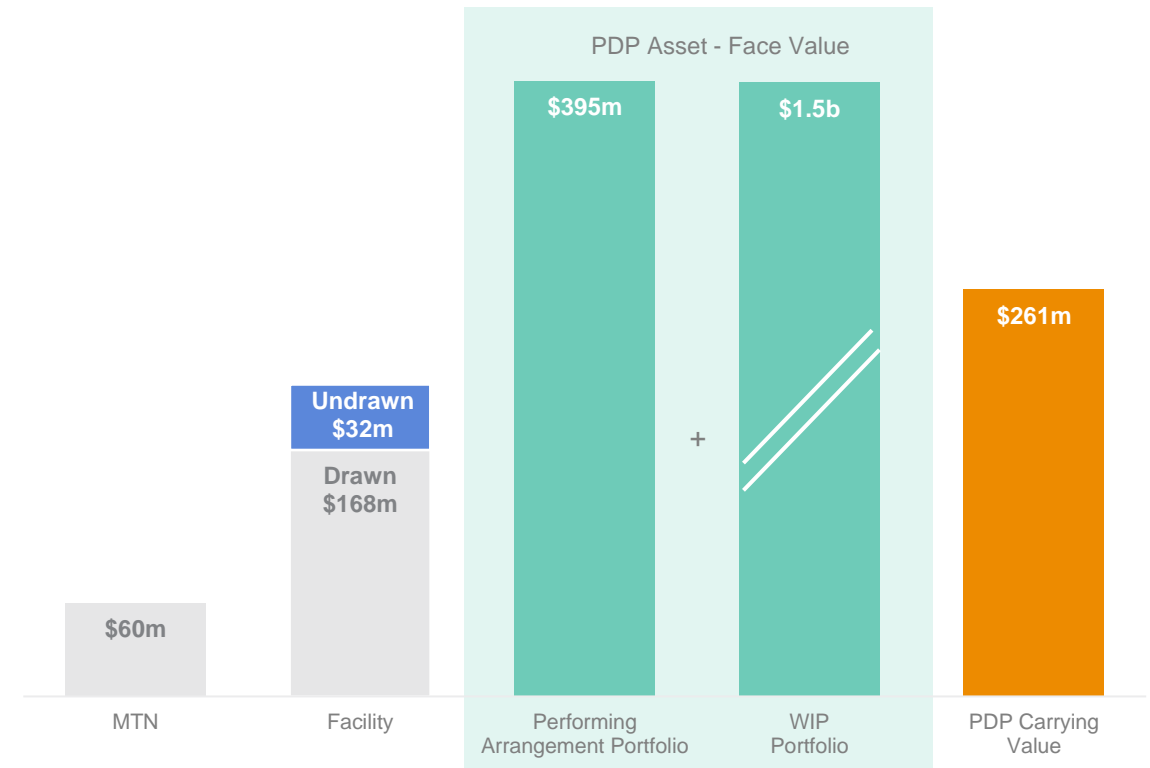 PDP Asset - Face Value
$395m
$1.5b
$261m
Undrawn
$32m
Drawn
$168m
+
$60m
MTN
Facility
Performing
Arrangement Portfolio
WIP
Portfolio
PDP Carrying
Value